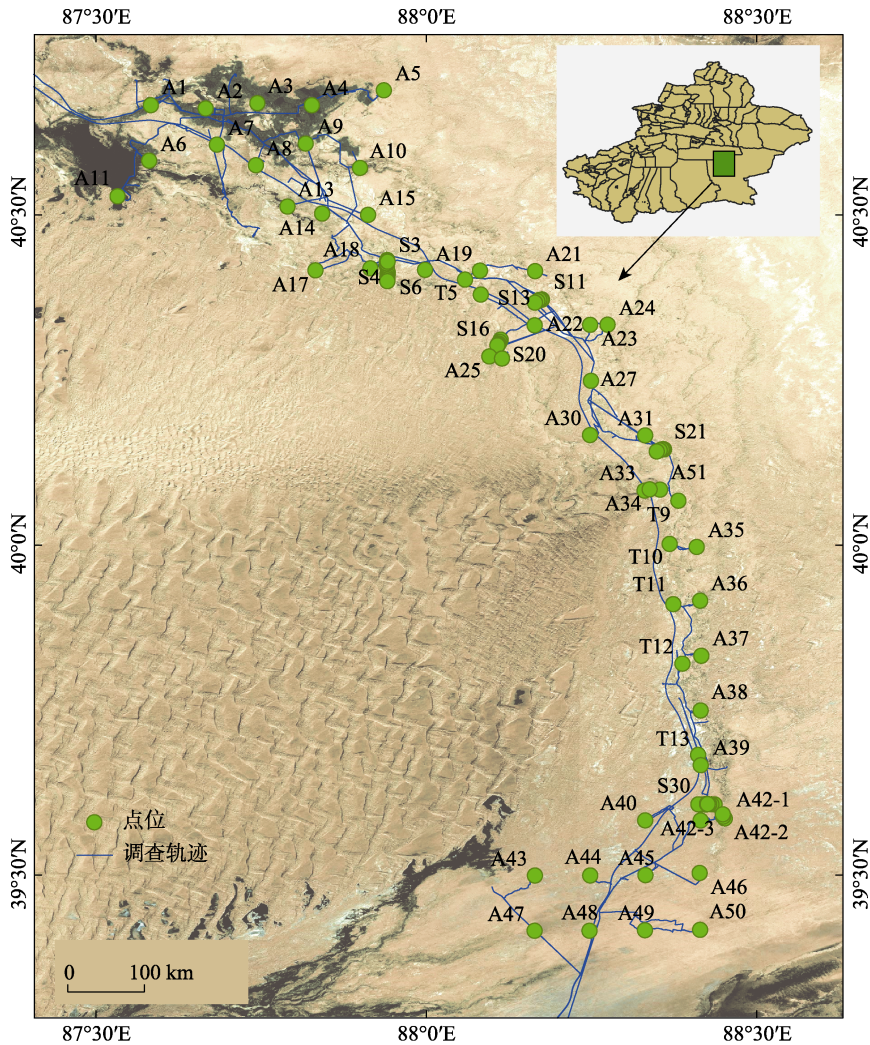 87°30′E 88°0′E 88°30′E
A1 A2 A3 A4 A5
A6 A7 A8 A9 A10
A11 A13 A15
A14
40°30′N 40°30′N
A18 S3 A19 A21
A17 S4 S6 T5 S13 S11
S16 A22 A24
A23
A25 S20
A27
A30 A31 S21
A33 A51
A34 T9
40°0′N 40°0′N
T10 A35
T11 A36
T12 A37
A38
T13 A39
S30
A40 A42-1
A42-3 A42-2
点位
调查轨迹
39°30′N 39°30′N
A43 A44 A45 A46
A47 A48 A49 A50
0 100 km
87°30′E 88°0′E 88°30′E